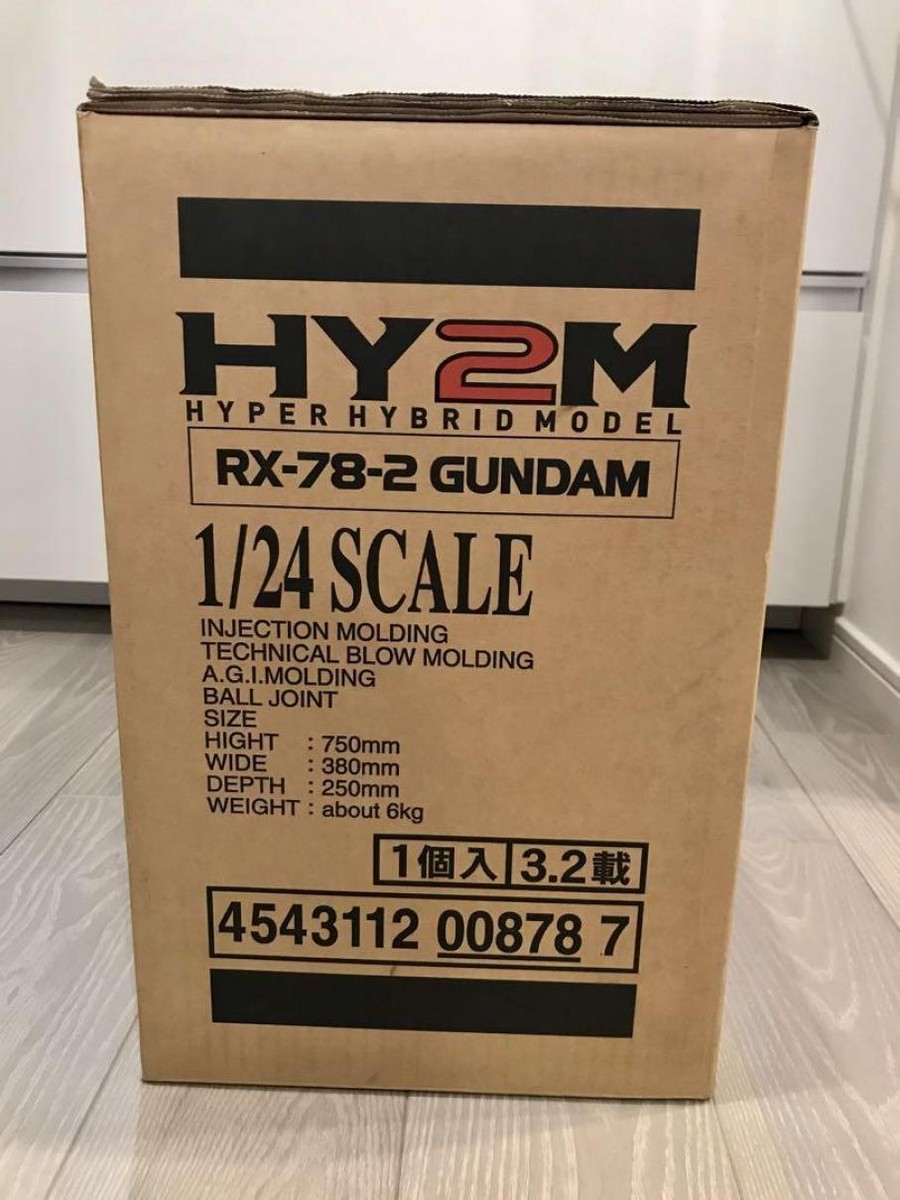 HY2M
HYPER HYBRID MODEL
RX-78-2 GUNDAM
1/24 SCALE
INJECTION MOLDING
TECHNICAL BLOW MOLDING
A.G.I.MOLDING
BALL JOINT
SIZE
HIGHT : 750mm
WIDE : 380mm
DEPTH : 250mm
WEIGHT : about 6kg
1個入 3.2載
4543112 00878 7